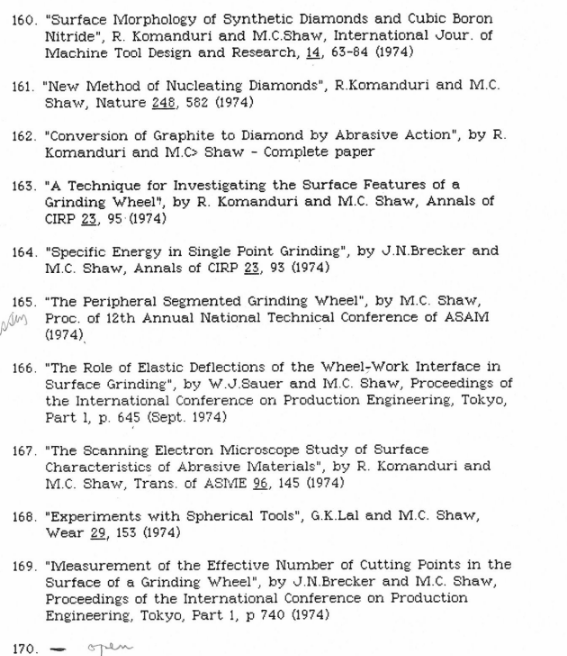 160. "Surface Morphology of Synthetic Diamonds and Cubic Boron
Nitride", R. Komanduri and M.C.Shaw, International Jour. of
Machine Tool Design and Research, 14, 63-84 (1974)
161. "New Method of Nucleating Diamonds", R.Komanduri and M.C.
Shaw, Nature 248, 582 (1974)
162. "Conversion of Graphite to Diamond by Abrasive Action", by R.
Komanduri and M.C> Shaw - Complete paper
163. "A Technique for Investigating the Surface Features of a
Grinding Wheel", by R. Komanduri and M.C. Shaw, Annals of
CIRP 23, 95 (1974)
164. "Specific Energy in Single Point Grinding", by J.N.Brecker and
M.C. Shaw, Annals of CIRP 23, 93 (1974)
165. "The Peripheral Segmented Grinding Wheel", by M.C. Shaw,
Proc. of 12th Annual National Technical Conference of ASAM
(1974)
166. "The Role of Elastic Deflections of the Wheel-Work Interface in
Surface Grinding", by W.J.Sauer and M.C. Shaw, Proceedings of
the International Conference on Production Engineering, Tokyo,
Part 1, p. 645 (Sept. 1974)
167. "The Scanning Electron Microscope Study of Surface
Characteristics of Abrasive Materials", by R. Komanduri and
M.C. Shaw, Trans. of ASME 96, 145 (1974)
168. "Experiments with Spherical Tools", G.K.Lal and M.C. Shaw,
Wear 29, 153 (1974)
169. "Measurement of the Effective Number of Cutting Points in the
Surface of a Grinding Wheel", by J.N.Brecker and M.C. Shaw,
Proceedings of the International Conference on Production
Engineering, Tokyo, Part 1, p 740 (1974)
170. — open